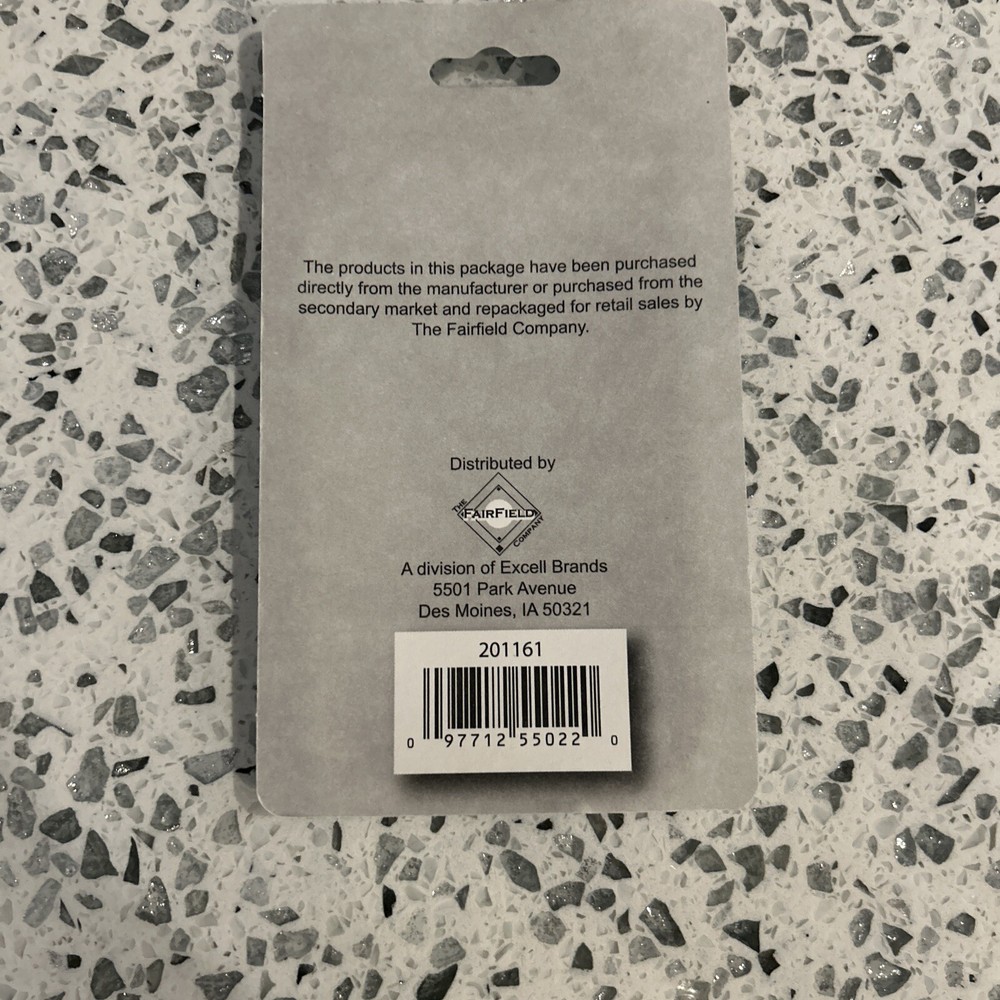 The products in this package have been purchased
directly from the manufacturer or purchased from the
secondary market and repackaged for retail sales by
The Fairfield Company.
Distributed by
THE
FAIRFIELD
COMPANY
A division of Excell Brands
5501 Park Avenue
Des Moines, IA 50321
201161
0 97712 55022 0